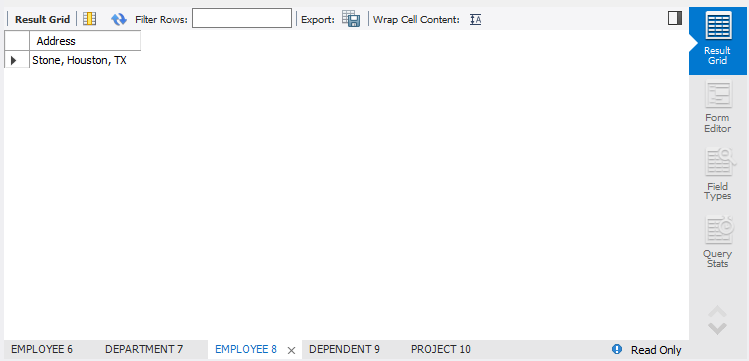 Result Grid Filter Rows: Export: Wrap Cell Content: IA
Address
Stone, Houston, TX
Result
Grid
Form
Editor
Field
Types
Query
Stats
EMPLOYEE 6 DEPARTMENT 7 EMPLOYEE 8 × DEPENDENT 9 PROJECT 10 Read Only